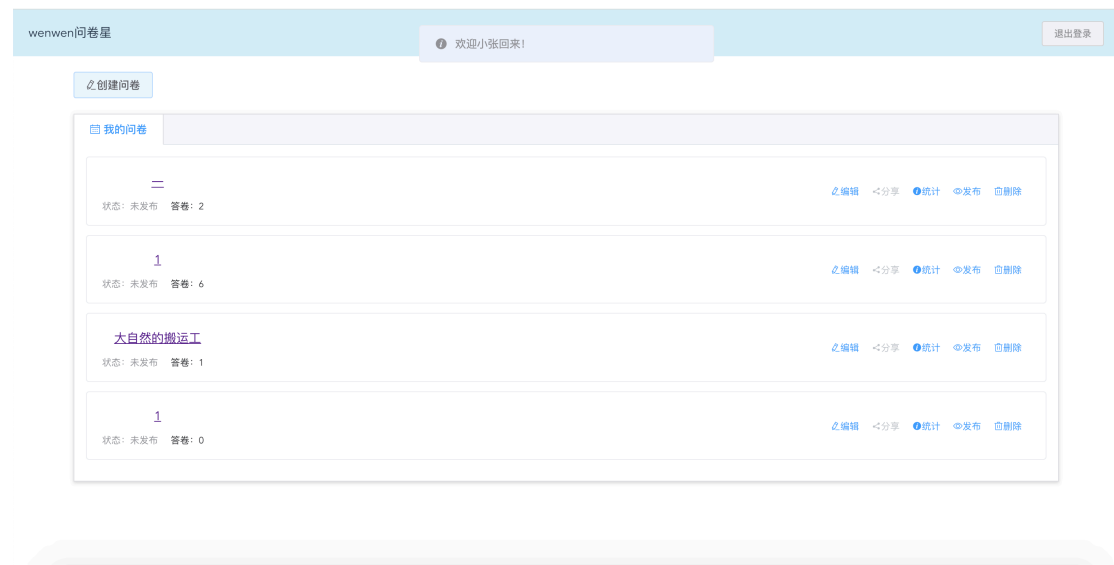 wenwen问卷星
欢迎小张回来!
退出登录
创建问卷
我的问卷
一
状态: 未发布 答卷: 2
编辑 分享 统计 发布 删除
1
状态: 未发布 答卷: 6
编辑 分享 统计 发布 删除
大自然的搬运工
状态: 未发布 答卷: 1
编辑 分享 统计 发布 删除
1
状态: 未发布 答卷: 0
编辑 分享 统计 发布 删除